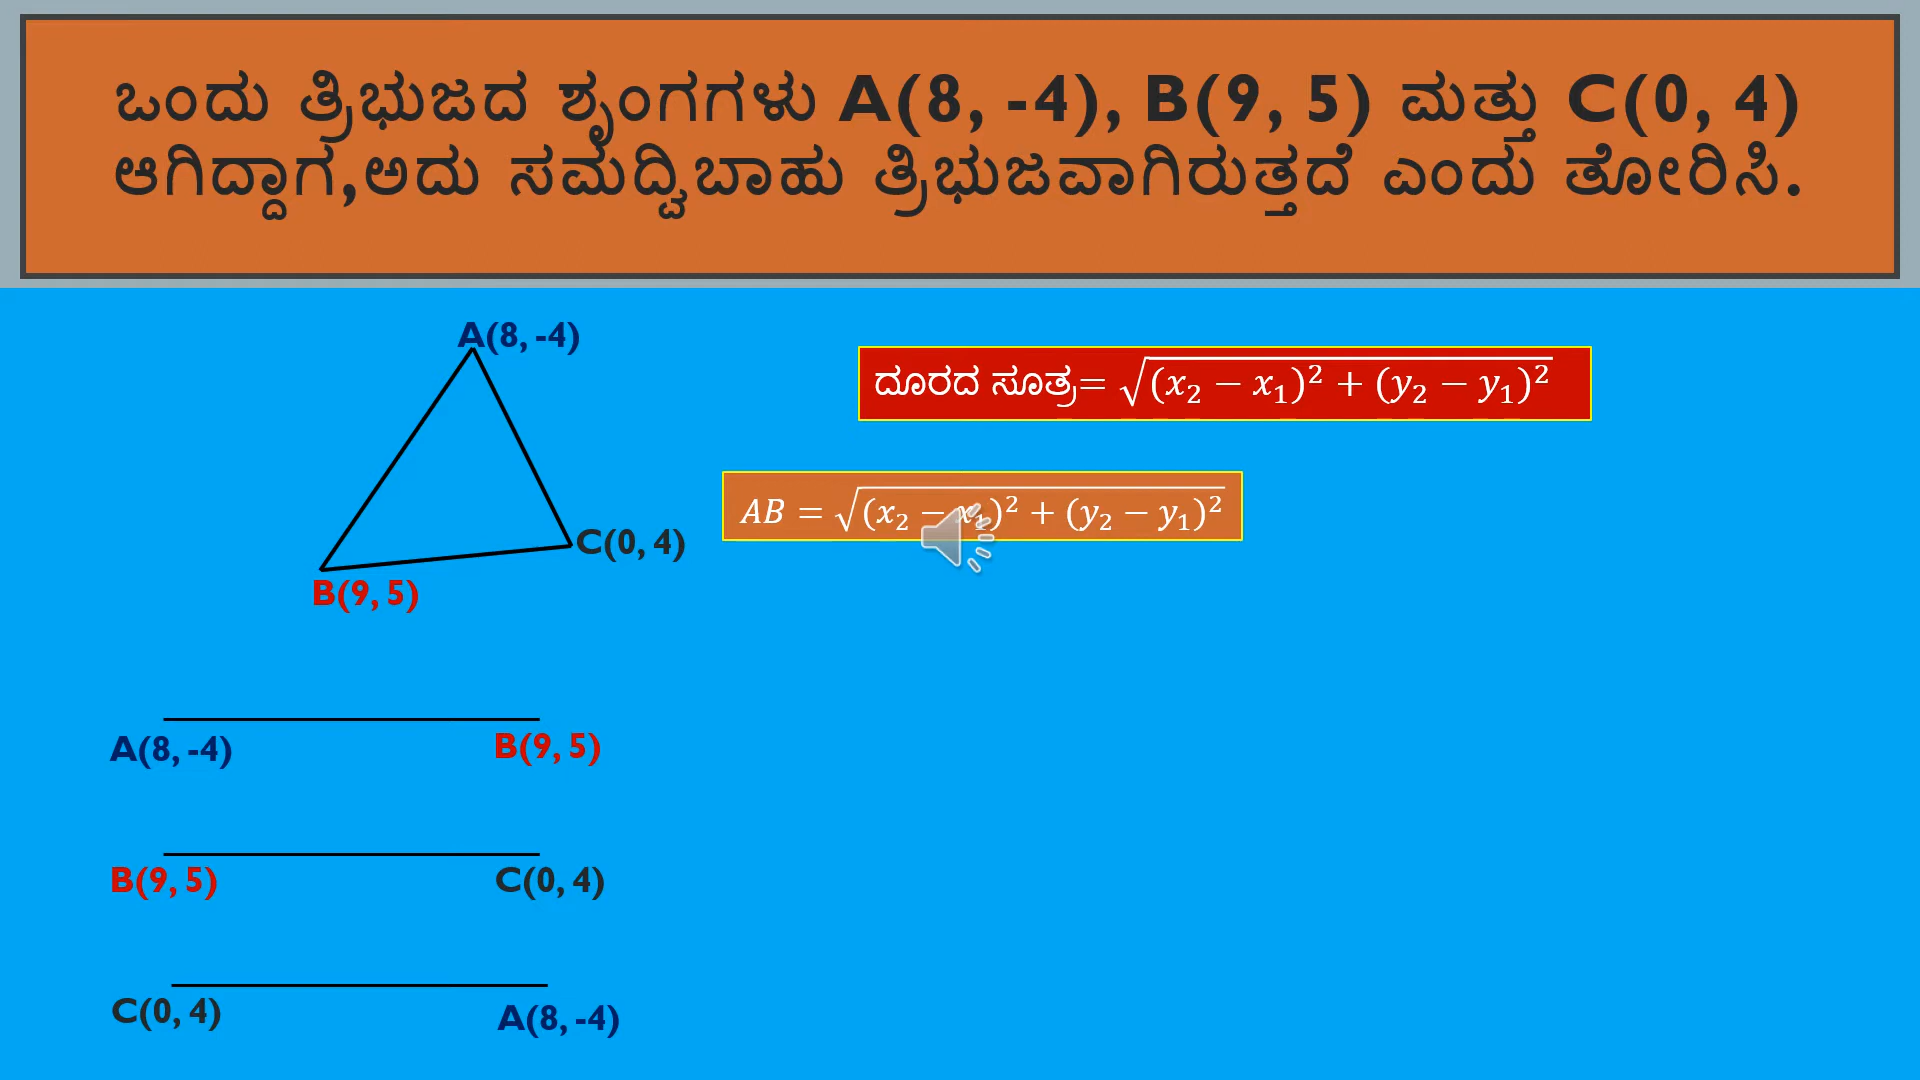 ಒಂದು ತ್ರಿಭುಜದ ಶೃಂಗಗಳು A(8, -4), B(9, 5) ಮತ್ತು C(0, 4)
ಆಗಿದ್ದಾಗ,ಅದು ಸಮದ್ವಿಬಾಹು ತ್ರಿಭುಜವಾಗಿರುತ್ತದೆ ಎಂದು ತೋರಿಸಿ.
A(8, -4)
ದೂರದ ಸೂತ್ರ= √(x₂ − x₁)² + (y₂ − y₁)²
AB = √(x₂ − x₁)² + (y₂ − y₁)²
C(0, 4)
B(9, 5)
A(8, -4) B(9, 5)
B(9, 5) C(0, 4)
C(0, 4) A(8, -4)